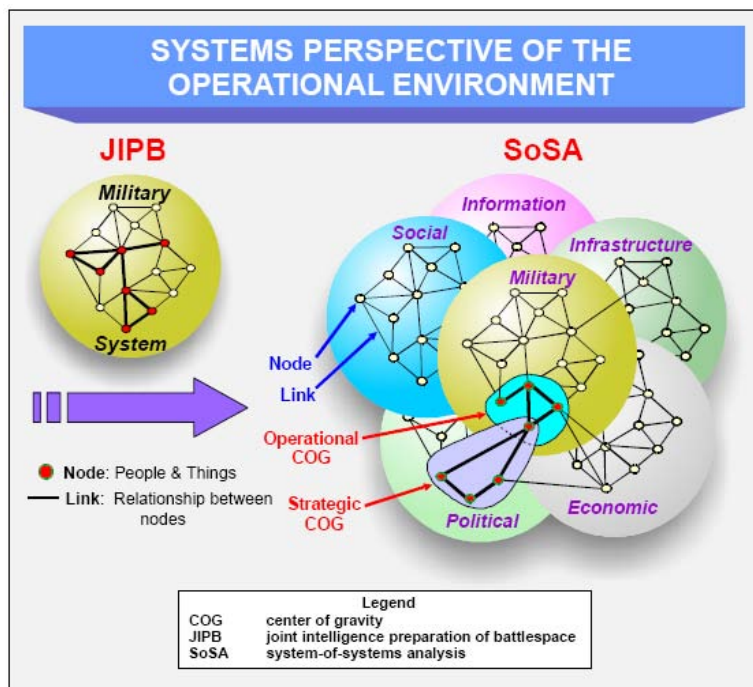 SYSTEMS PERSPECTIVE OF THE
OPERATIONAL ENVIRONMENT
JIPB
Military
System
Node: People & Things
Link: Relationship between
nodes
SoSA
Information
Social
Infrastructure
Military
Node
Link
Operational
COG
Strategic
COG
Political
Economic
Legend
COG center of gravity
JIPB joint intelligence preparation of battlespace
SoSA system-of-systems analysis